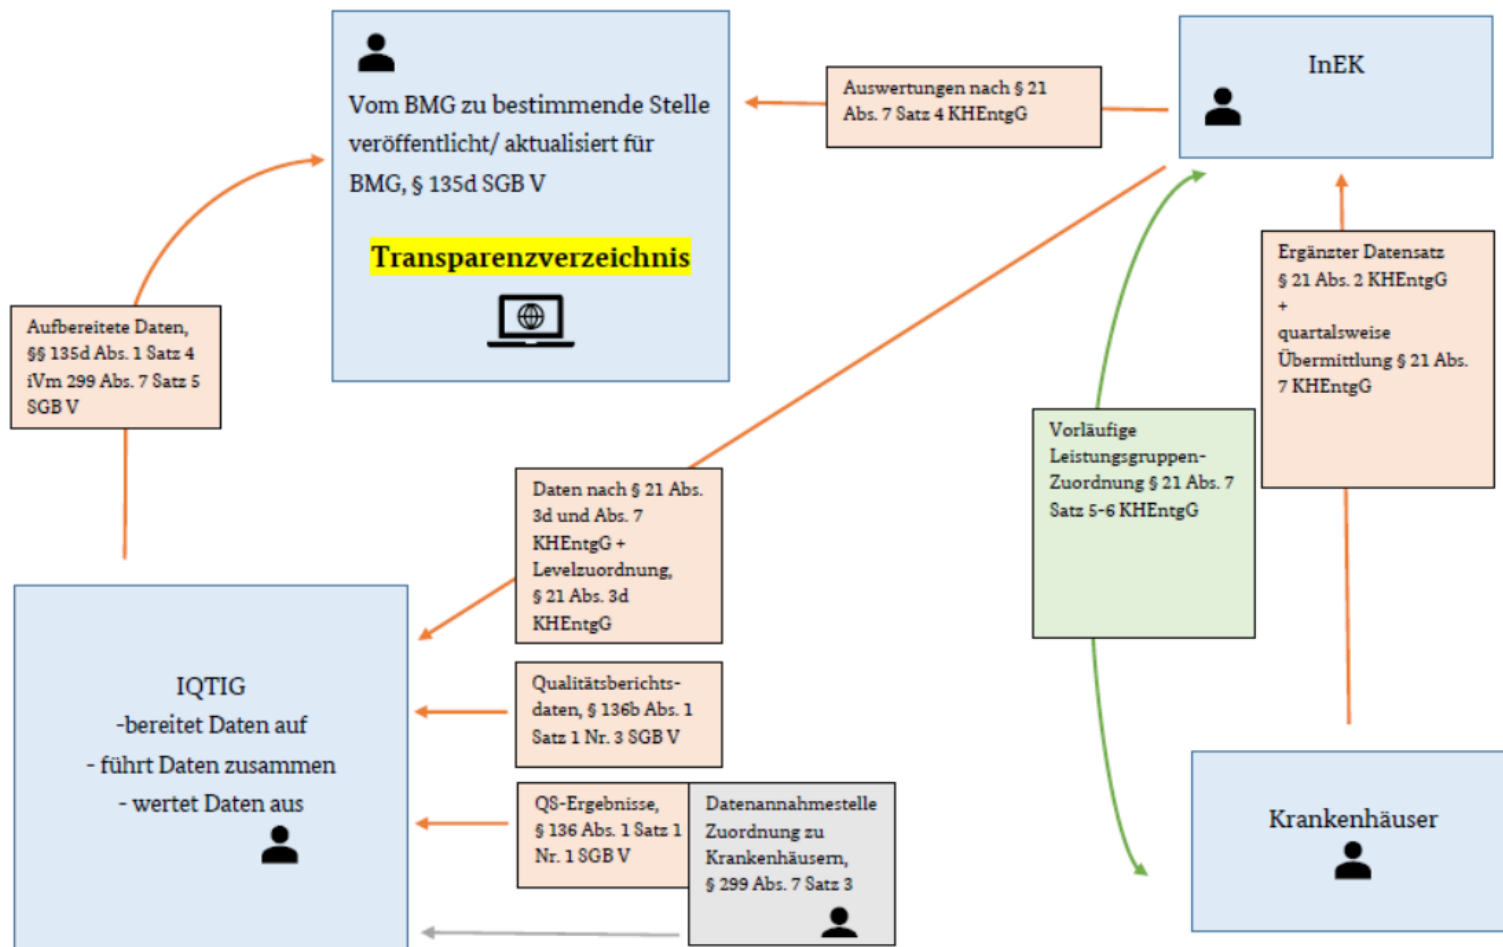 Vom BMG zu bestimmende Stelle
veröffentlicht/ aktualisiert für
BMG, § 135d SGB V
Transparenzverzeichnis
Auswertungen nach § 21
Abs. 7 Satz 4 KHEntgG
InEK
Aufbereitete Daten,
§§ 135d Abs. 1 Satz 4
iVm 299 Abs. 7 Satz 5
SGB V
Ergänzter Datensatz
§ 21 Abs. 2 KHEntgG
+
quartalsweise
Übermittlung § 21 Abs.
7 KHEntgG
Vorläufige
Leistungsgruppen-
Zuordnung § 21 Abs. 7
Satz 5-6 KHEntgG
Daten nach § 21 Abs.
3d und Abs. 7
KHEntgG +
Levelzuordnung,
§ 21 Abs. 3d
KHEntgG
IQTIG
-bereitet Daten auf
- führt Daten zusammen
- wertet Daten aus
Qualitätsberichts-
daten, § 136b Abs. 1
Satz 1 Nr. 3 SGB V
QS-Ergebnisse,
§ 136 Abs. 1 Satz 1
Nr. 1 SGB V
Datenannahmestelle
Zuordnung zu
Krankenhäusern,
§ 299 Abs. 7 Satz 3
Krankenhäuser